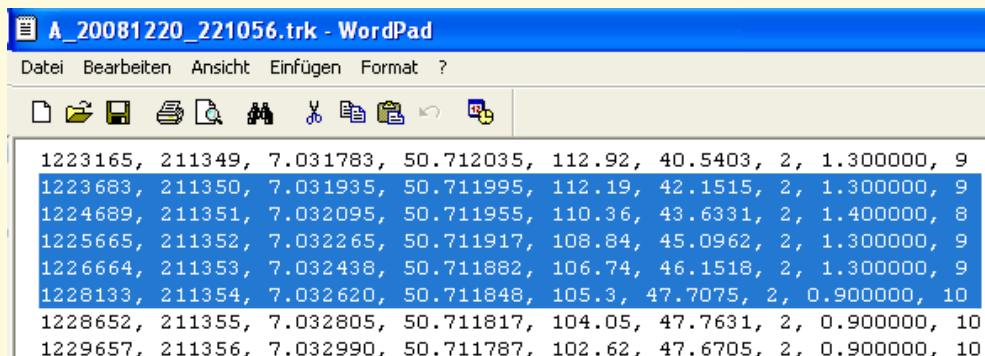 A_20081220_221056.trk - WordPad
Datei Bearbeiten Ansicht Einfügen Format ?
1223165, 211349, 7.031783, 50.712035, 112.92, 40.5403, 2, 1.300000, 9
1223683, 211350, 7.031935, 50.711995, 112.19, 42.1515, 2, 1.300000, 9
1224689, 211351, 7.032095, 50.711955, 110.36, 43.6331, 2, 1.400000, 8
1225665, 211352, 7.032265, 50.711917, 108.84, 45.0962, 2, 1.300000, 9
1226664, 211353, 7.032438, 50.711882, 106.74, 46.1518, 2, 1.300000, 9
1228133, 211354, 7.032620, 50.711848, 105.3, 47.7075, 2, 0.900000, 10
1228652, 211355, 7.032805, 50.711817, 104.05, 47.7631, 2, 0.900000, 10
1229657, 211356, 7.032990, 50.711787, 102.62, 47.6705, 2, 0.900000, 10